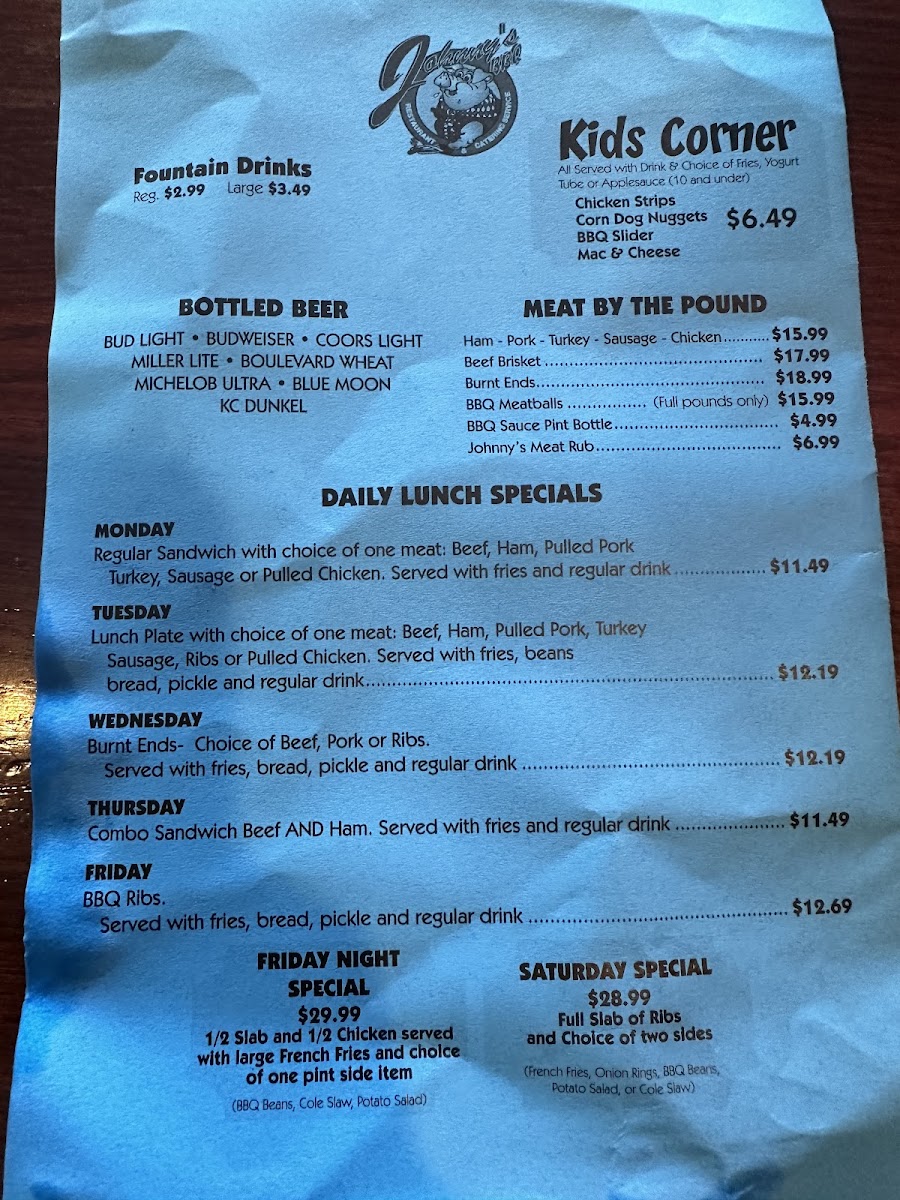 Johnny's
BBQ
RESTAURANT CATERING SERVICE
Fountain Drinks
Reg. $2.99 Large $3.49
Kids Corner
All Served with Drink & Choice of Fries, Yogurt
Tube or Applesauce (10 and under)
Chicken Strips
Corn Dog Nuggets
BBQ Slider
Mac & Cheese
$6.49
BOTTLED BEER
BUD LIGHT • BUDWEISER • COORS LIGHT
MILLER LITE • BOULEVARD WHEAT
MICHELOB ULTRA • BLUE MOON
KC DUNKEL
MEAT BY THE POUND
Ham - Pork - Turkey - Sausage - Chicken........... $15.99
Beef Brisket ................................................ $17.99
Burnt Ends.................................................. $18.99
BBQ Meatballs ................. (Full pounds only) $15.99
BBQ Sauce Pint Bottle................................... $4.99
Johnny's Meat Rub....................................... $6.99
DAILY LUNCH SPECIALS
MONDAY
Regular Sandwich with choice of one meat: Beef, Ham, Pulled Pork
Turkey, Sausage or Pulled Chicken. Served with fries and regular drink .................. $11.49
TUESDAY
Lunch Plate with choice of one meat: Beef, Ham, Pulled Pork, Turkey
Sausage, Ribs or Pulled Chicken. Served with fries, beans
bread, pickle and regular drink................................................................................ $12.19
WEDNESDAY
Burnt Ends- Choice of Beef, Pork or Ribs.
Served with fries, bread, pickle and regular drink .................................................. $12.19
THURSDAY
Combo Sandwich Beef AND Ham. Served with fries and regular drink ..................... $11.49
FRIDAY
BBQ Ribs.
Served with fries, bread, pickle and regular drink .................................................. $12.69
FRIDAY NIGHT
SPECIAL
$29.99
1/2 Slab and 1/2 Chicken served
with large French Fries and choice
of one pint side item
(BBQ Beans, Cole Slaw, Potato Salad)
SATURDAY SPECIAL
$28.99
Full Slab of Ribs
and Choice of two sides
(French Fries, Onion Rings, BBQ Beans,
Potato Salad, or Cole Slaw)